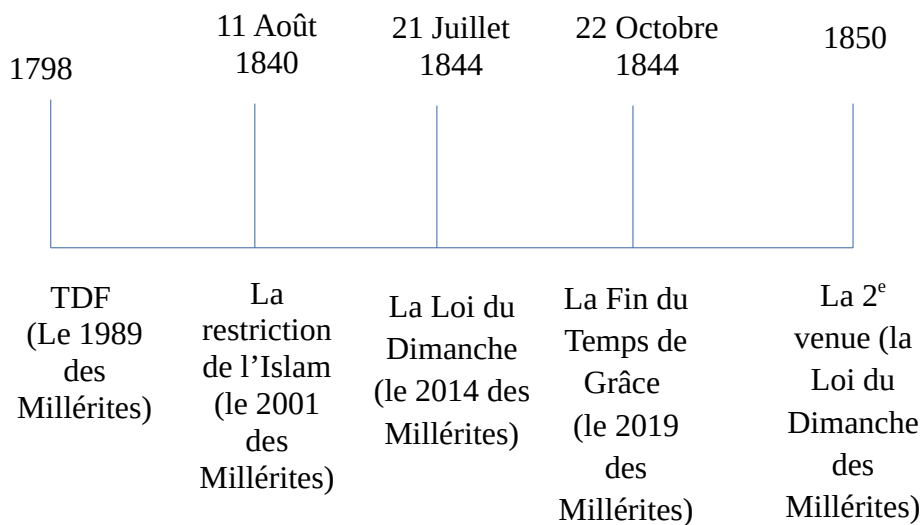 1798
11 Août
1840
21 Juillet
1844
22 Octobre
1844
1850
TDF
(Le 1989
des
Millérites)
La
restriction
de l’Islam
(le 2001
des
Millérites)
La Loi du
Dimanche
(le 2014 des
Millérites)
La Fin du
Temps de
Grâce
(le 2019
des
Millérites)
La 2e
venue (la
Loi du
Dimanche
des
Millérites)